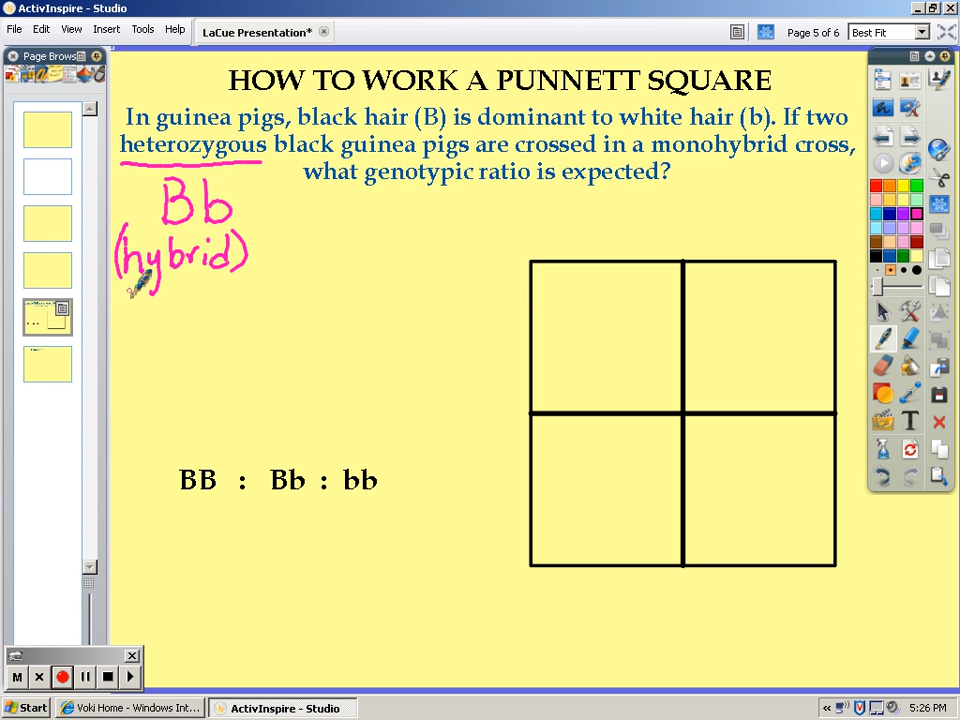 ActivInspire - Studio
File Edit View Insert Tools Help
LaCue Presentation*
Page 5 of 6
Best Fit
Page Brows
HOW TO WORK A PUNNETT SQUARE
In guinea pigs, black hair (B) is dominant to white hair (b). If two
heterozygous black guinea pigs are crossed in a monohybrid cross,
what genotypic ratio is expected?
Bb
(hybrid)
BB : Bb : bb
M
T
Start
Voki Home - Windows Int...
ActivInspire - Studio
«
5:26 PM